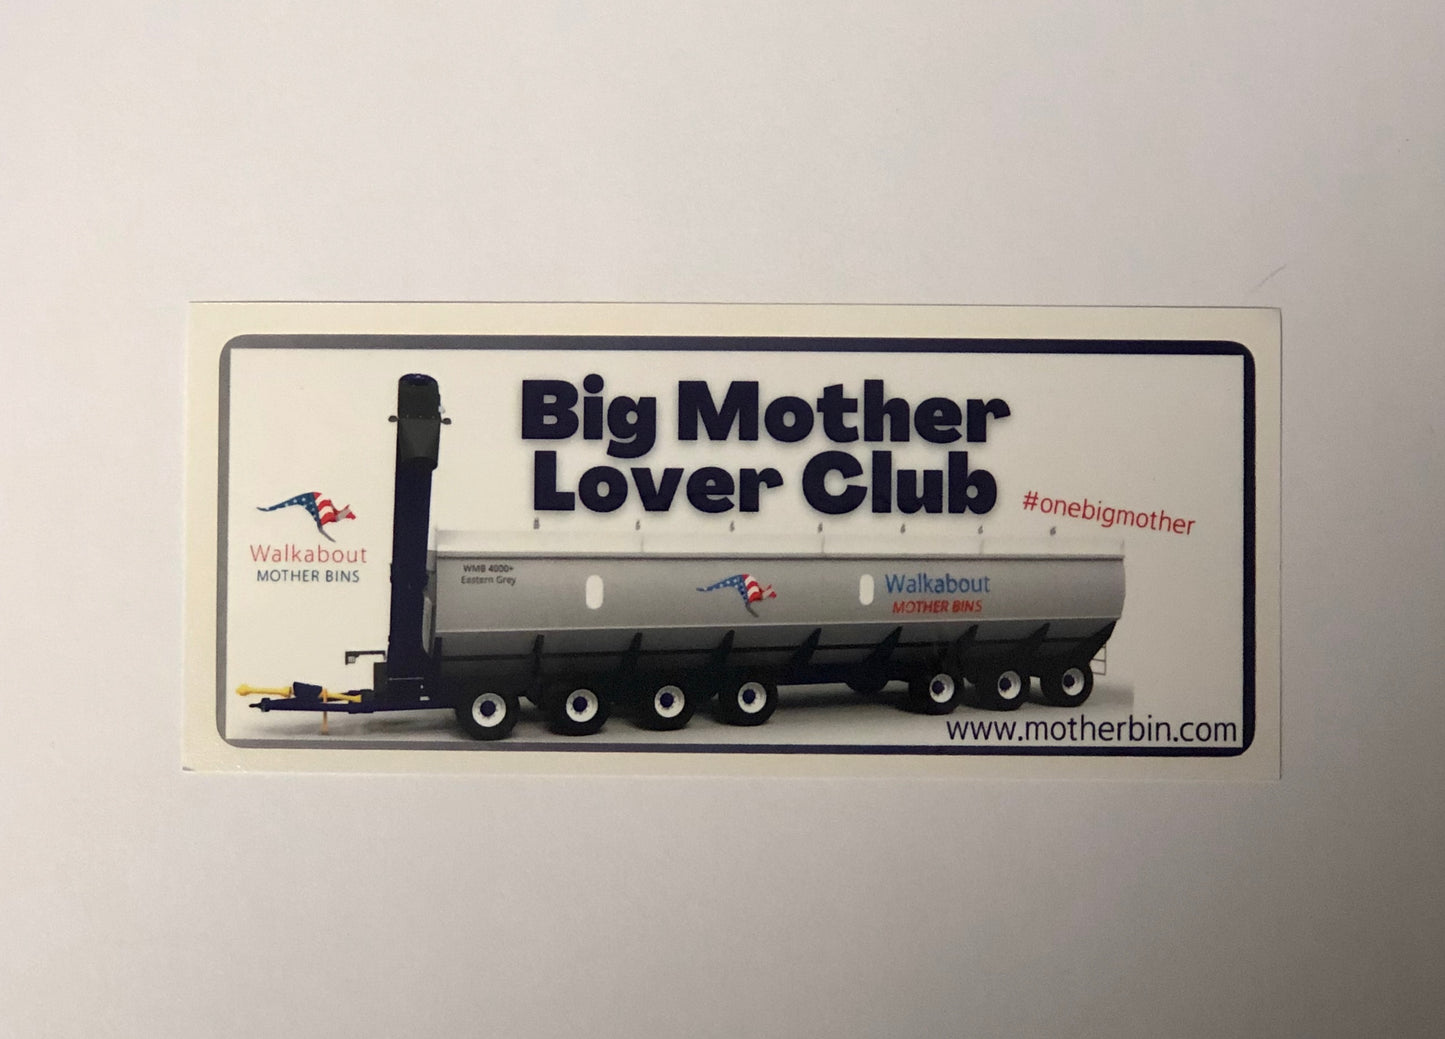 Big Mother
Lover Club
#onebigmother
Walkabout
MOTHER BINS
WMB 4000+
Eastern Grey
Walkabout
MOTHER BINS
www.motherbin.com